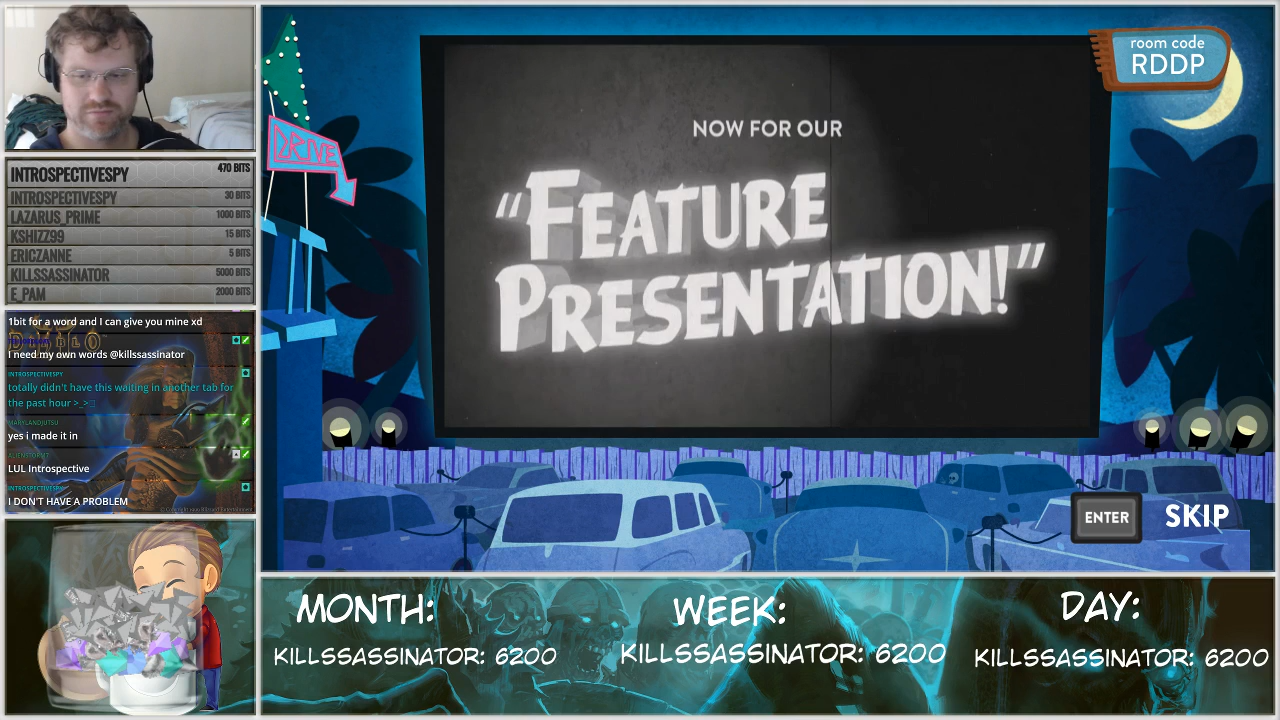 INTROSPECTIVESPY 470 BITS
INTROSPECTIVESPY 30 BITS
LAZARUS_PRIME 1000 BITS
KSHIZZ99 15 BITS
ERICZANNE 5 BITS
KILLSSASSINATOR 5000 BITS
E_PAM 2000 BITS
1bit for a word and I can give you mine xd
I need my own words @killssassinator
INTROSPECTIVESPY
totally didn't have this waiting in another tab for
the past hour >_>
MARYLANDJUTSU
yes i made it in
LUL Introspective
INTROSPECTIVESPY
I DON'T HAVE A PROBLEM
DRIVE
room code
RDDP
NOW FOR OUR
"FEATURE
PRESENTATION!"
ENTER SKIP
MONTH:
KILLSSASSINATOR: 6200
WEEK:
KILLSSASSINATOR: 6200
DAY:
KILLSSASSINATOR: 6200